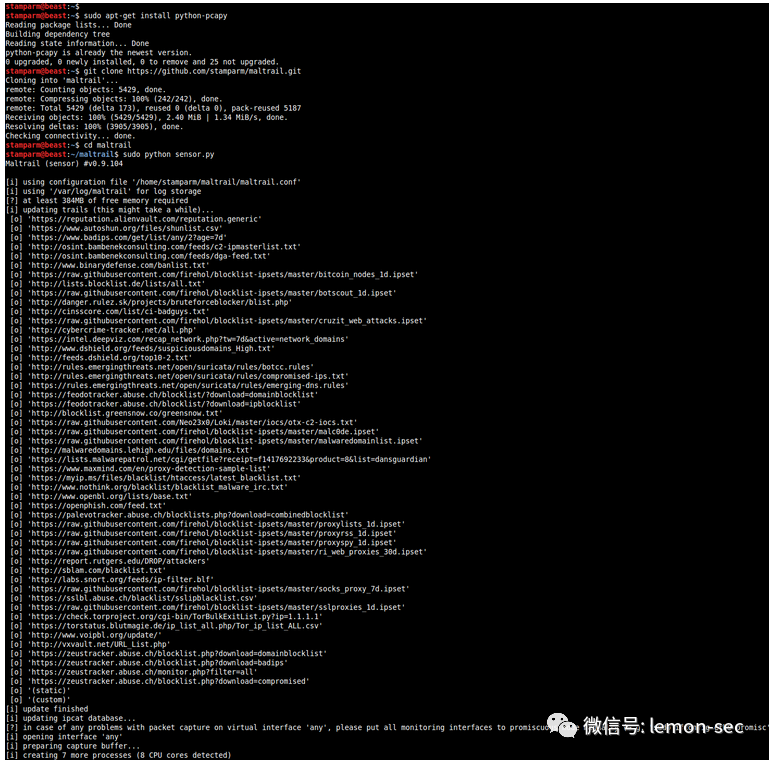 stamparm@beast:~$
stamparm@beast:~$ sudo apt-get install python-pcapy
Reading package lists... Done
Building dependency tree
Reading state information... Done
python-pcapy is already the newest version.
0 upgraded, 0 newly installed, 0 to remove and 25 not upgraded.
stamparm@beast:~$ git clone https://github.com/stamparm/maltrail.git
Cloning into 'maltrail'...
remote: Counting objects: 5429, done.
remote: Compressing objects: 100% (242/242), done.
remote: Total 5429 (delta 173), reused 0 (delta 0), pack-reused 5187
Receiving objects: 100% (5429/5429), 2.40 MiB | 1.34 MiB/s, done.
Resolving deltas: 100% (3905/3905), done.
Checking connectivity... done.
stamparm@beast:~$ cd maltrail
stamparm@beast:~/maltrail$ sudo python sensor.py
Maltrail (sensor) #v0.9.104
[i] using configuration file '/home/stamparm/maltrail/maltrail.conf'
[i] using '/var/log/maltrail' for log storage
[?] at least 384MB of free memory required
[i] updating trails (this might take a while)...
[o] 'https://reputation.alienvault.com/reputation.generic'
[o] 'https://www.autoshun.org/files/shunlist.csv'
[o] 'https://www.badips.com/get/list/any/2?age=7d'
[o] 'http://osint.bambenekconsulting.com/feeds/c2-ipmasterlist.txt'
[o] 'http://osint.bambenekconsulting.com/feeds/dga-feed.txt'
[o] 'http://www.binarydefense.com/banlist.txt'
[o] 'https://raw.githubusercontent.com/firehol/blocklist-ipsets/master/bitcoin_nodes_1d.ipset'
[o] 'http://lists.blocklist.de/lists/all.txt'
[o] 'https://raw.githubusercontent.com/firehol/blocklist-ipsets/master/botscout_1d.ipset'
[o] 'http://danger.rulez.sk/projects/bruteforceblocker/blist.php'
[o] 'http://cinsscore.com/list/ci-badguys.txt'
[o] 'https://raw.githubusercontent.com/firehol/blocklist-ipsets/master/cruzit_web_attacks.ipset'
[o] 'http://cybercrime-tracker.net/all.php'
[o] 'https://intel.deepviz.com/recap_network.php?tw=7d&active=network_domains'
[o] 'http://www.dshield.org/feeds/suspiciousdomains_High.txt'
[o] 'http://feeds.dshield.org/top10-2.txt'
[o] 'http://rules.emergingthreats.net/open/suricata/rules/botcc.rules'
[o] 'https://rules.emergingthreats.net/open/suricata/rules/compromised-ips.txt'
[o] 'https://rules.emergingthreats.net/open/suricata/rules/emerging-dns.rules'
[o] 'https://feodotracker.abuse.ch/blocklist/?download=domainblocklist'
[o] 'https://feodotracker.abuse.ch/blocklist/?download=ipblocklist'
[o] 'http://blocklist.greensnow.co/greensnow.txt'
[o] 'https://raw.githubusercontent.com/Neo23x0/Loki/master/iocs/otx-c2-iocs.txt'
[o] 'https://raw.githubusercontent.com/firehol/blocklist-ipsets/master/malc0de.ipset'
[o] 'https://raw.githubusercontent.com/firehol/blocklist-ipsets/master/malwaredomainlist.ipset'
[o] 'http://malwaredomains.lehigh.edu/files/domains.txt'
[o] 'https://lists.malwarepatrol.net/cgi/getfile?receipt=f1417692233&product=8&list=dansguardian'
[o] 'https://www.maxmind.com/en/proxy-detection-sample-list'
[o] 'https://myip.ms/files/blacklist/htaccess/latest_blacklist.txt'
[o] 'http://www.nothink.org/blacklist/blacklist_malware_irc.txt'
[o] 'http://www.openbl.org/lists/base.txt'
[o] 'https://openphish.com/feed.txt'
[o] 'https://palevotracker.abuse.ch/blocklists.php?download=combinedblocklist'
[o] 'https://raw.githubusercontent.com/firehol/blocklist-ipsets/master/proxylists_1d.ipset'
[o] 'https://raw.githubusercontent.com/firehol/blocklist-ipsets/master/proxyrss_1d.ipset'
[o] 'https://raw.githubusercontent.com/firehol/blocklist-ipsets/master/proxyspy_1d.ipset'
[o] 'https://raw.githubusercontent.com/firehol/blocklist-ipsets/master/ri_web_proxies_30d.ipset'
[o] 'http://report.rutgers.edu/DROP/attackers'
[o] 'http://sblam.com/blacklist.txt'
[o] 'http://labs.snort.org/feeds/ip-filter.blf'
[o] 'https://raw.githubusercontent.com/firehol/blocklist-ipsets/master/socks_proxy_7d.ipset'
[o] 'https://sslbl.abuse.ch/blacklist/sslipblacklist.csv'
[o] 'https://raw.githubusercontent.com/firehol/blocklist-ipsets/master/sslproxies_1d.ipset'
[o] 'https://check.torproject.org/cgi-bin/TorBulkExitList.py?ip=1.1.1.1'
[o] 'https://torstatus.blutmagie.de/ip_list_all.php/Tor_ip_list_ALL.csv'
[o] 'http://www.voipbl.org/update/'
[o] 'http://vxvault.net/URL_List.php'
[o] 'https://zeustracker.abuse.ch/blocklist.php?download=domainblocklist'
[o] 'https://zeustracker.abuse.ch/blocklist.php?download=badips'
[o] 'https://zeustracker.abuse.ch/monitor.php?filter=all'
[o] 'https://zeustracker.abuse.ch/blocklist.php?download=compromised'
[o] '(static)'
[o] '(custom)'
[i] update finished
[i] updating ipcat database...
[?] in case of any problems with packet capture on virtual interface 'any', please put all monitoring interfaces to promiscuous
[i] opening interface 'any'
[i] preparing capture buffer...
[i] creating 7 more processes (8 CPU cores detected)
微信号: lemon-sec